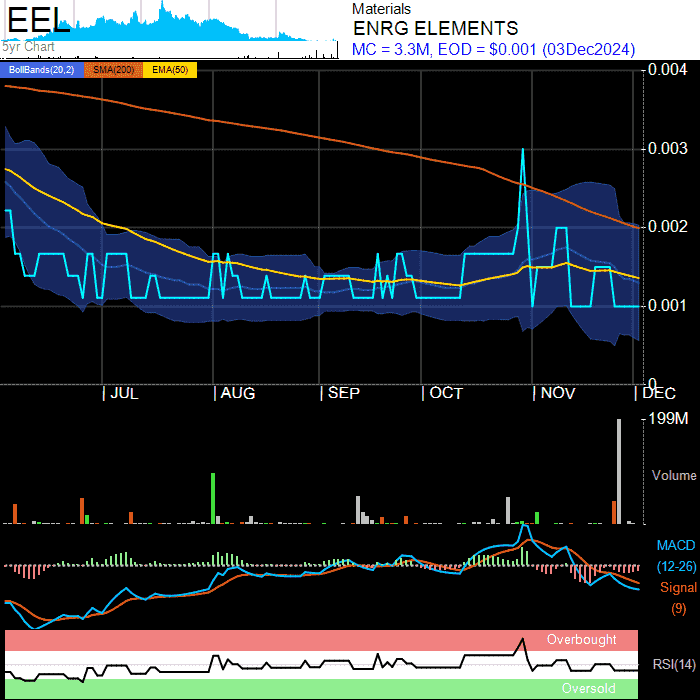 EEL
5yr Chart
Materials
ENRG ELEMENTS
MC = 3.3M, EOD = $0.001 (03Dec2024)
BollBands(20,2) SMA(200) EMA(50)
0.004
0.003
0.002
0.001
0
JUL AUG SEP OCT NOV DEC
199M
Volume
MACD
(12-26)
Signal
(9)
Overbought
RSI(14)
Oversold